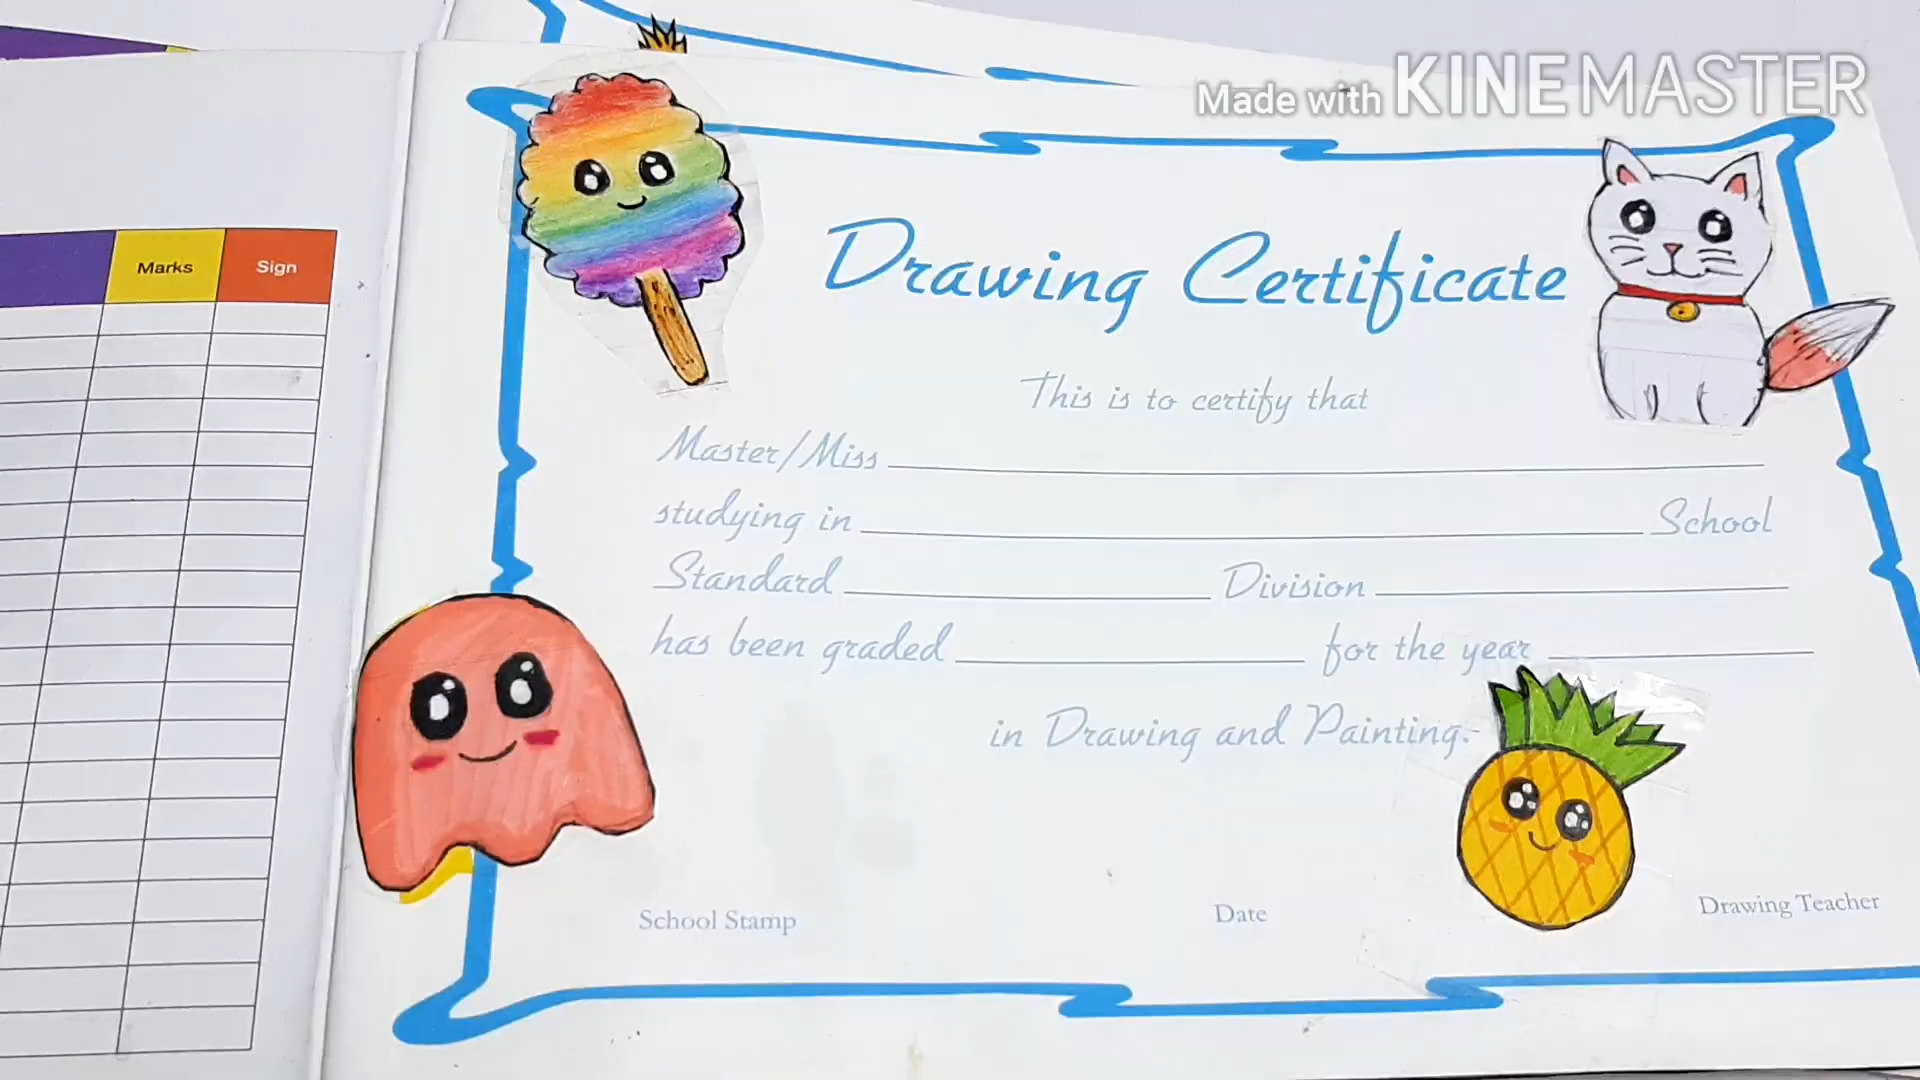 Made with KINEMASTER
Marks Sign
Drawing Certificate
This is to certify that
Master/Miss
studying in School
Standard Division
has been graded for the year
in Drawing and Painting.
School Stamp Date Drawing Teacher